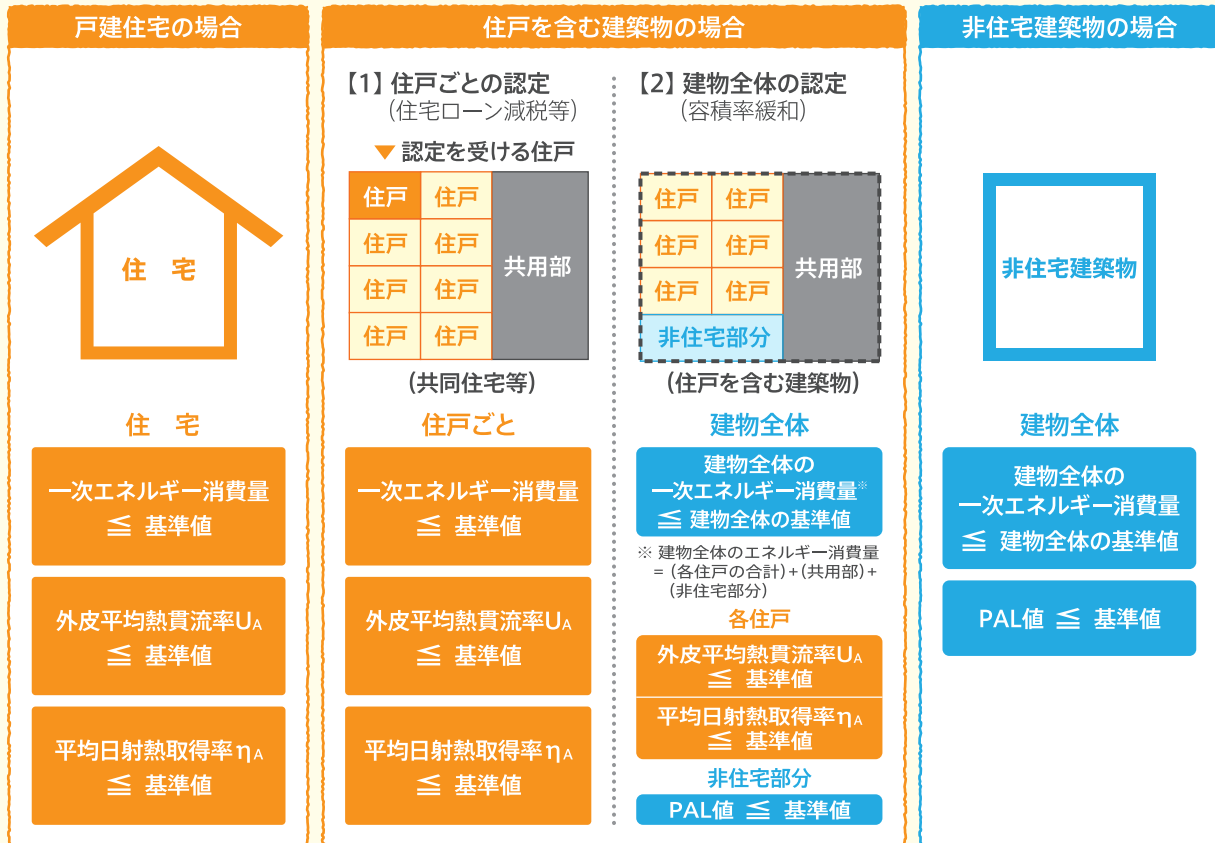 戸建住宅の場合
住 宅
住 宅
一次エネルギー消費量
≦ 基準値
外皮平均熱貫流率UA
≦ 基準値
平均日射熱取得率ηA
≦ 基準値
住戸を含む建築物の場合
【1】住戸ごとの認定
(住宅ローン減税等)
▼ 認定を受ける住戸
住戸 住戸
住戸 住戸
住戸 住戸
住戸 住戸
共用部
(共同住宅等)
住戸ごと
一次エネルギー消費量
≦ 基準値
外皮平均熱貫流率UA
≦ 基準値
平均日射熱取得率ηA
≦ 基準値
【2】建物全体の認定
(容積率緩和)
住戸 住戸
住戸 住戸
住戸 住戸
非住宅部分
共用部
(住戸を含む建築物)
建物全体
建物全体の
一次エネルギー消費量※
≦ 建物全体の基準値
※ 建物全体のエネルギー消費量
=(各住戸の合計)+(共用部)+
(非住宅部分)
各住戸
外皮平均熱貫流率UA
≦ 基準値
平均日射熱取得率ηA
≦ 基準値
非住宅部分
PAL値 ≦ 基準値
非住宅建築物の場合
非住宅建築物
建物全体
建物全体の
一次エネルギー消費量
≦ 建物全体の基準値
PAL値 ≦ 基準値